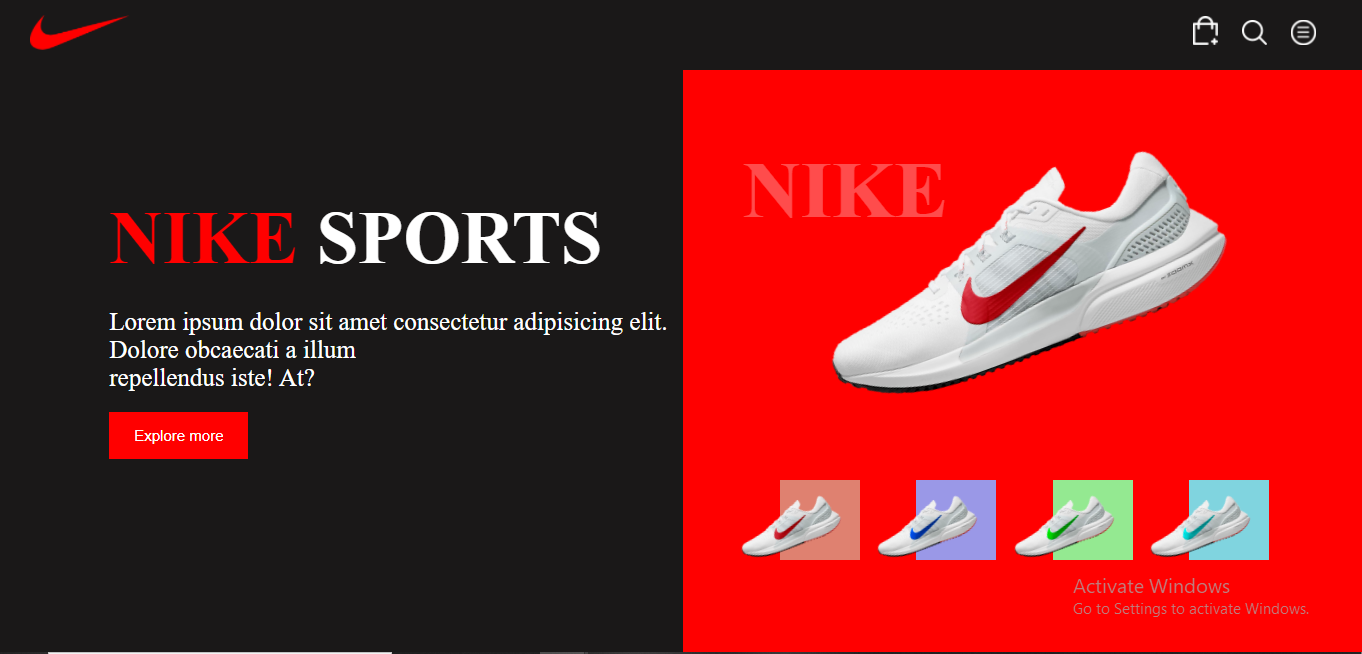 NIKE SPORTS
Lorem ipsum dolor sit amet consectetur adipisicing elit.
Dolore obcaecati a illum
repellendus iste! At?
Explore more
NIKE
Activate Windows
Go to Settings to activate Windows.